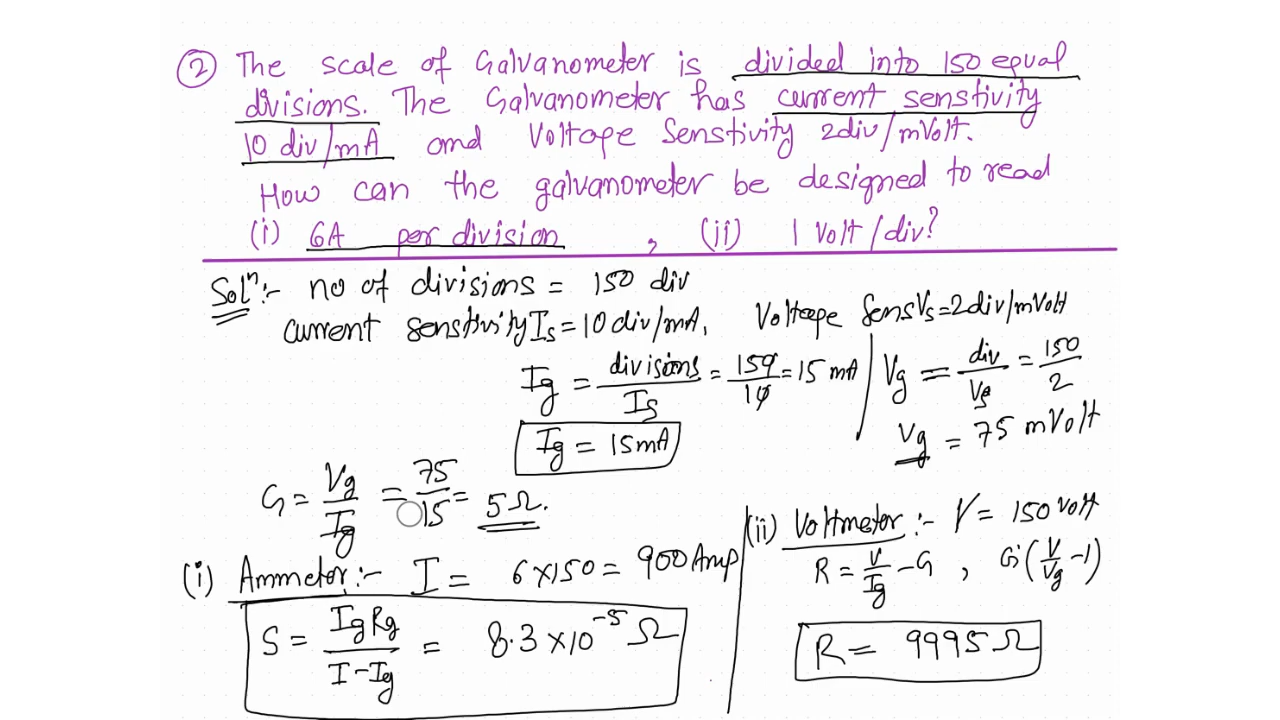 ② The scale of Galvanometer is divided into 150 equal
divisions. The Galvanometer has current senstivity
10 div/mA and Voltage Senstivity 2div/mVolt.
How can the galvanometer be designed to read
(i) 6A per division , (ii) 1 Volt/div?
Solⁿ:- no of divisions = 150 div
current senstivity Is = 10 div/mA, Voltage Sens Vs = 2div/mVolt
Ig = divisions/Is = 150/10 = 15 mA
Vg = div/Vs = 150/2
Ig = 15mA
Vg = 75 mVolt
G = Vg/Ig = 75/15 = 5Ω.
(i) Ammeter:- I = 6×150 = 900 Amp
S = IgRg/I-Ig = 8.3×10⁻⁵ Ω
(ii) Voltmeter:- V = 150 volt
R = V/Ig - G , G(V/Vg - 1)
R = 9995Ω